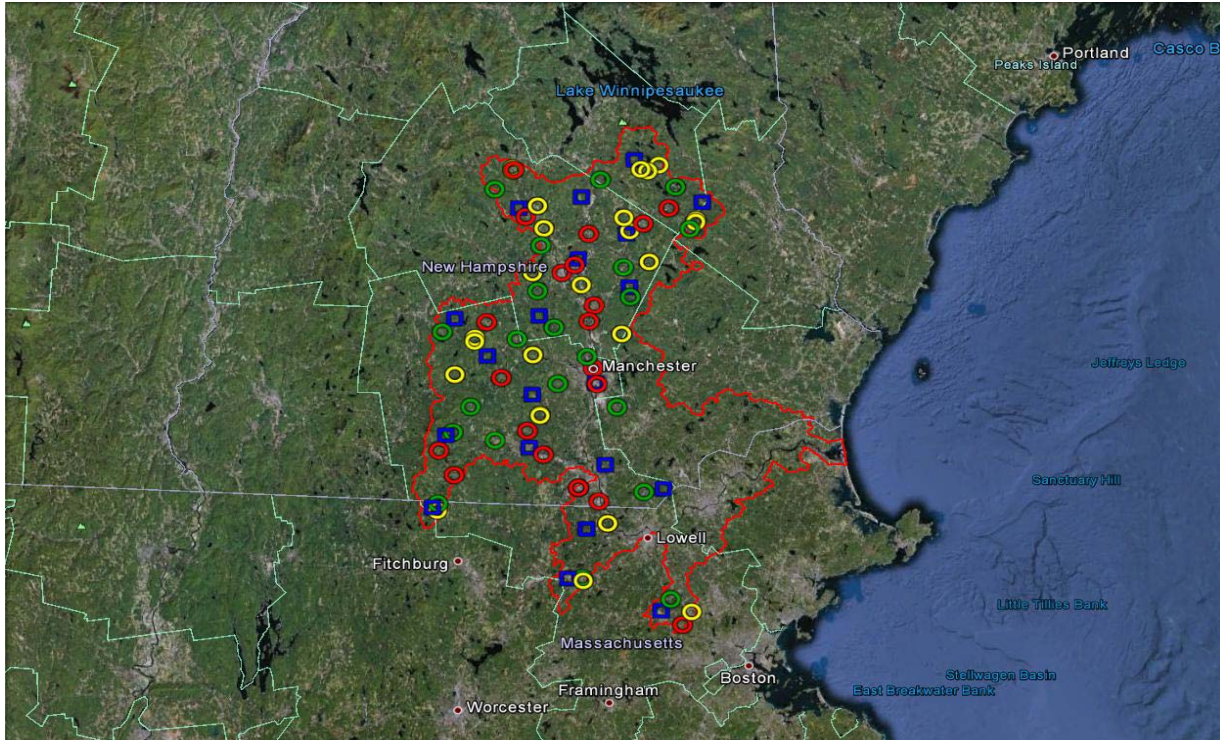 Portland
Casco B
Peaks Island
Lake Winnipesaukee
New Hampshire
Manchester
Jeffreys Ledge
Sanctuary Hill
Lowell
Fitchburg
Little Tillies Bank
Massachusetts
Boston
Stellwagen Basin
Framingham
East Breakwater Bank
Worcester